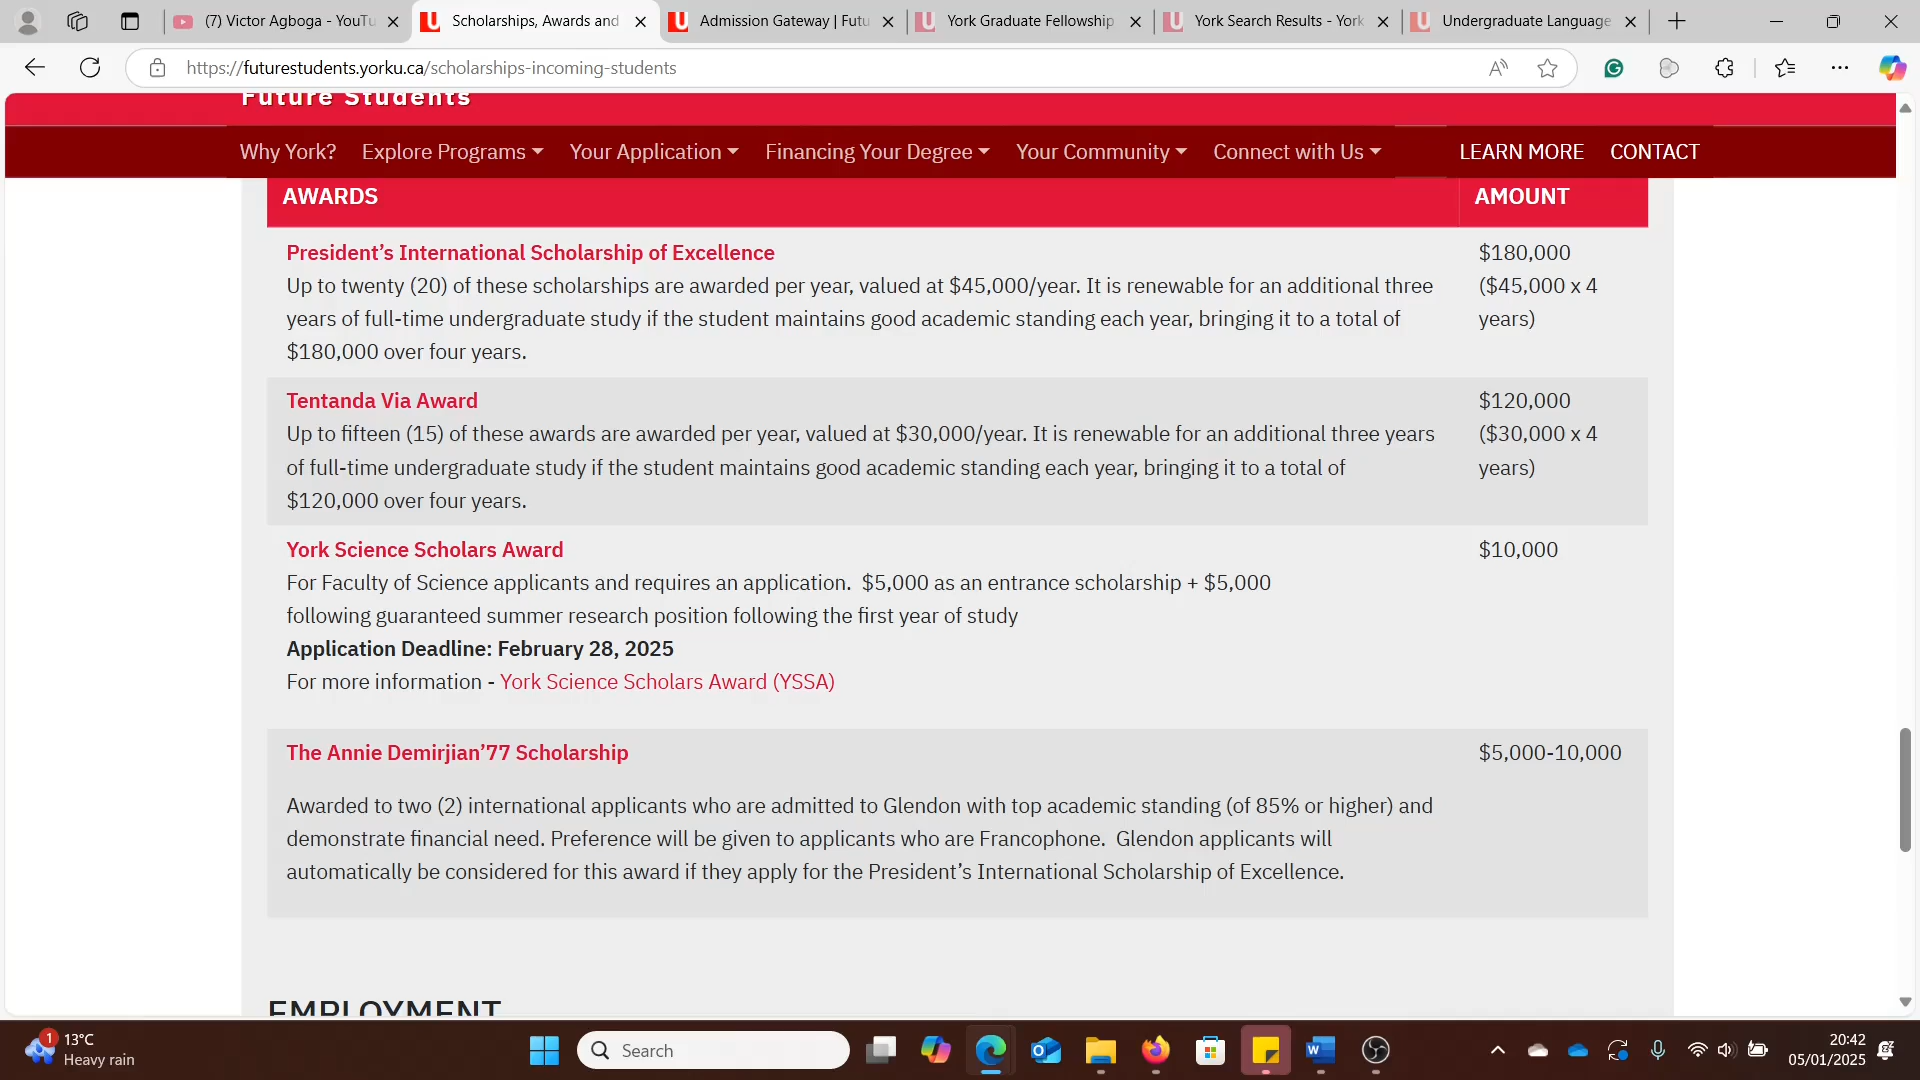 (7) Victor Agboga - YouTu
Scholarships, Awards and
Admission Gateway | Futu
York Graduate Fellowship
York Search Results - York
Undergraduate Language
https://futurestudents.yorku.ca/scholarships-incoming-students
Future Students
Why York? Explore Programs Your Application Financing Your Degree Your Community Connect with Us LEARN MORE CONTACT
AWARDS AMOUNT
President’s International Scholarship of Excellence $180,000
Up to twenty (20) of these scholarships are awarded per year, valued at $45,000/year. It is renewable for an additional three ($45,000 x 4
years of full-time undergraduate study if the student maintains good academic standing each year, bringing it to a total of years)
$180,000 over four years.
Tentanda Via Award $120,000
Up to fifteen (15) of these awards are awarded per year, valued at $30,000/year. It is renewable for an additional three years ($30,000 x 4
of full-time undergraduate study if the student maintains good academic standing each year, bringing it to a total of years)
$120,000 over four years.
York Science Scholars Award $10,000
For Faculty of Science applicants and requires an application.  $5,000 as an entrance scholarship + $5,000
following guaranteed summer research position following the first year of study
Application Deadline: February 28, 2025
For more information - York Science Scholars Award (YSSA)
The Annie Demirjian’77 Scholarship $5,000-10,000
Awarded to two (2) international applicants who are admitted to Glendon with top academic standing (of 85% or higher) and
demonstrate financial need. Preference will be given to applicants who are Francophone.  Glendon applicants will
automatically be considered for this award if they apply for the President’s International Scholarship of Excellence.
EMPLOYMENT
1
13°C
Heavy rain
Search
20:42
05/01/2025